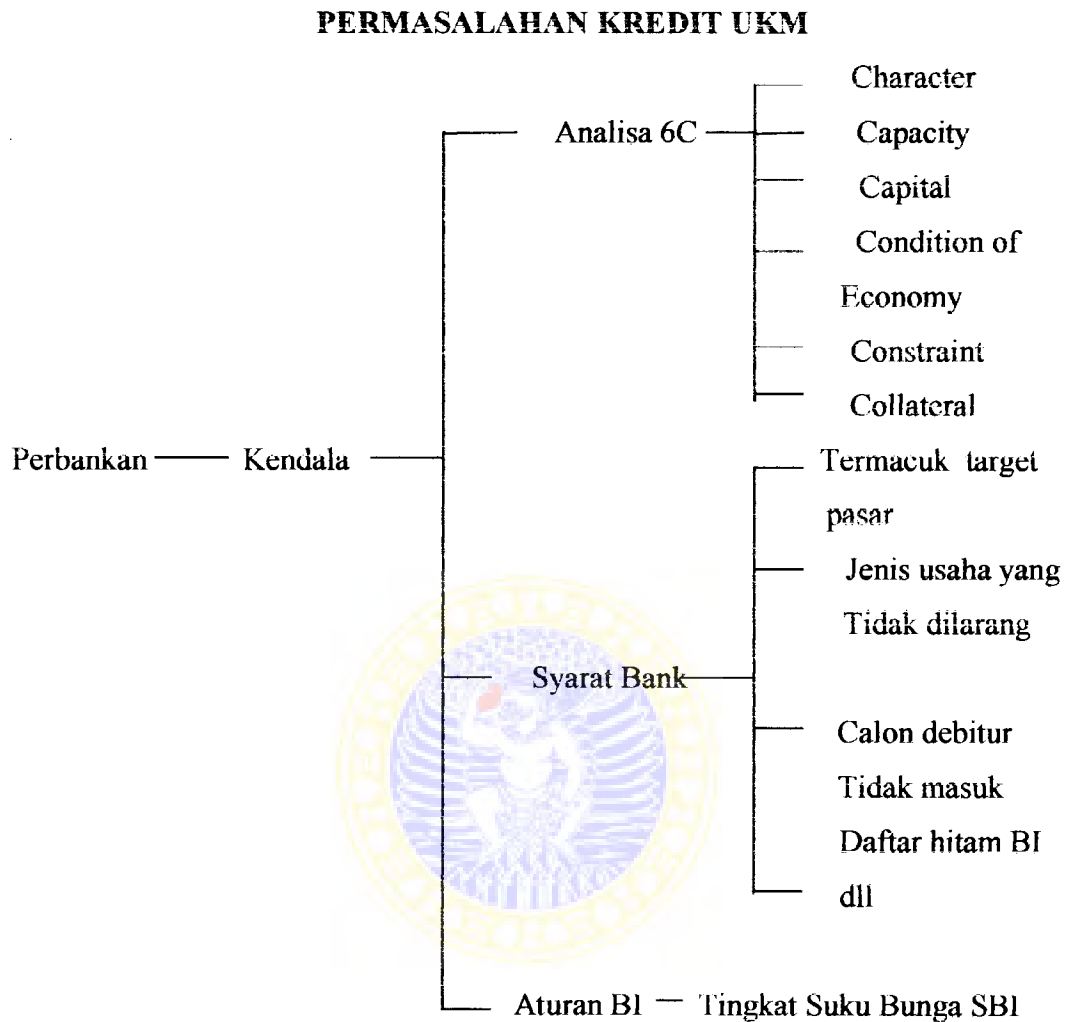 PERMASALAHAN KREDIT UKM
Character
Analisa 6C
Capacity
Capital
Condition of
Economy
Constraint
Collateral
Perbankan
Kendala
Termacuk target
pasar
Jenis usaha yang
Tidak dilarang
Syarat Bank
Calon debitur
Tidak masuk
Daftar hitam BI
dll
Aturan BI
Tingkat Suku Bunga SBI